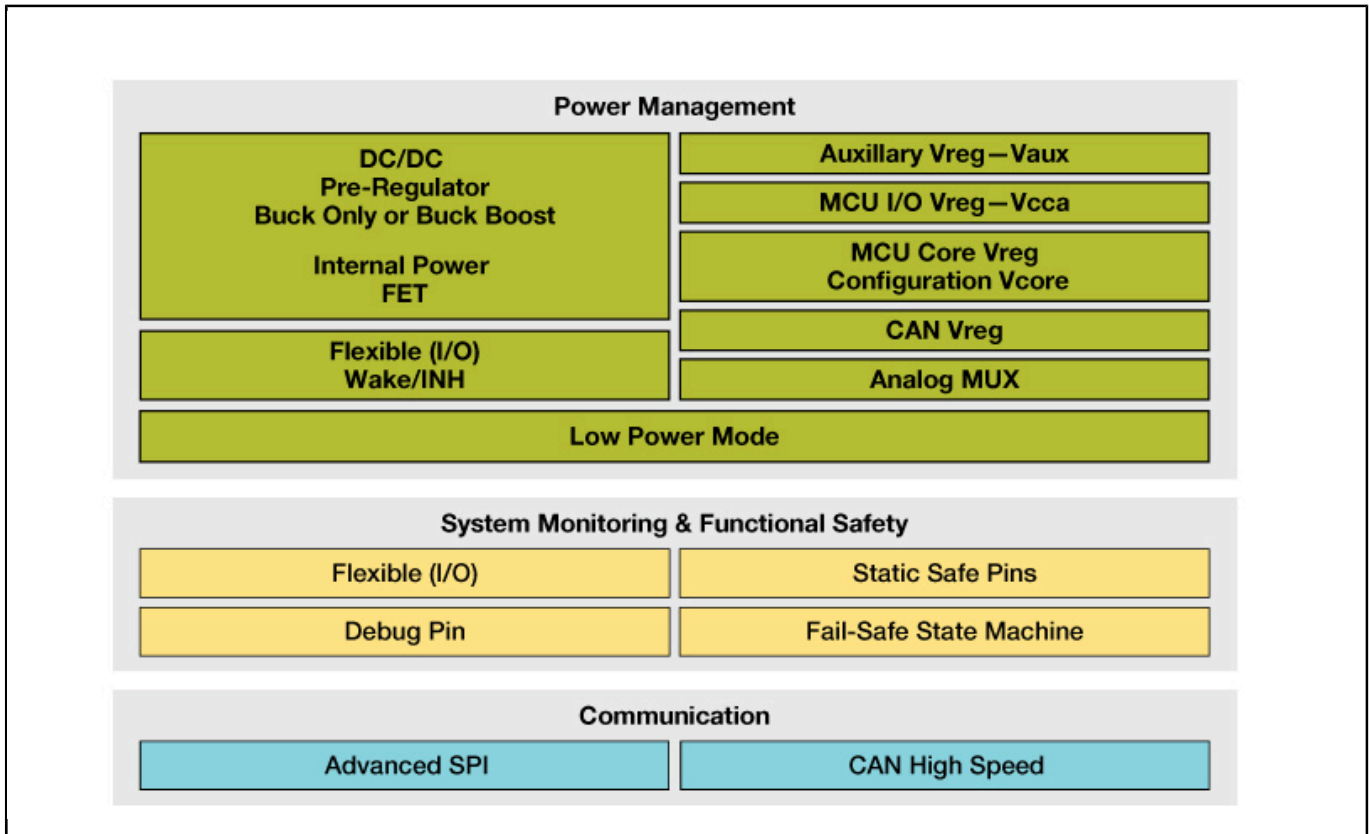 Power Management
DC/DC
Pre-Regulator
Buck Only or Buck Boost
Internal Power
FET
Flexible (I/O)
Wake/INH
Auxillary Vreg—Vaux
MCU I/O Vreg—Vcca
MCU Core Vreg
Configuration Vcore
CAN Vreg
Analog MUX
Low Power Mode
System Monitoring & Functional Safety
Flexible (I/O)
Static Safe Pins
Debug Pin
Fail-Safe State Machine
Communication
Advanced SPI
CAN High Speed